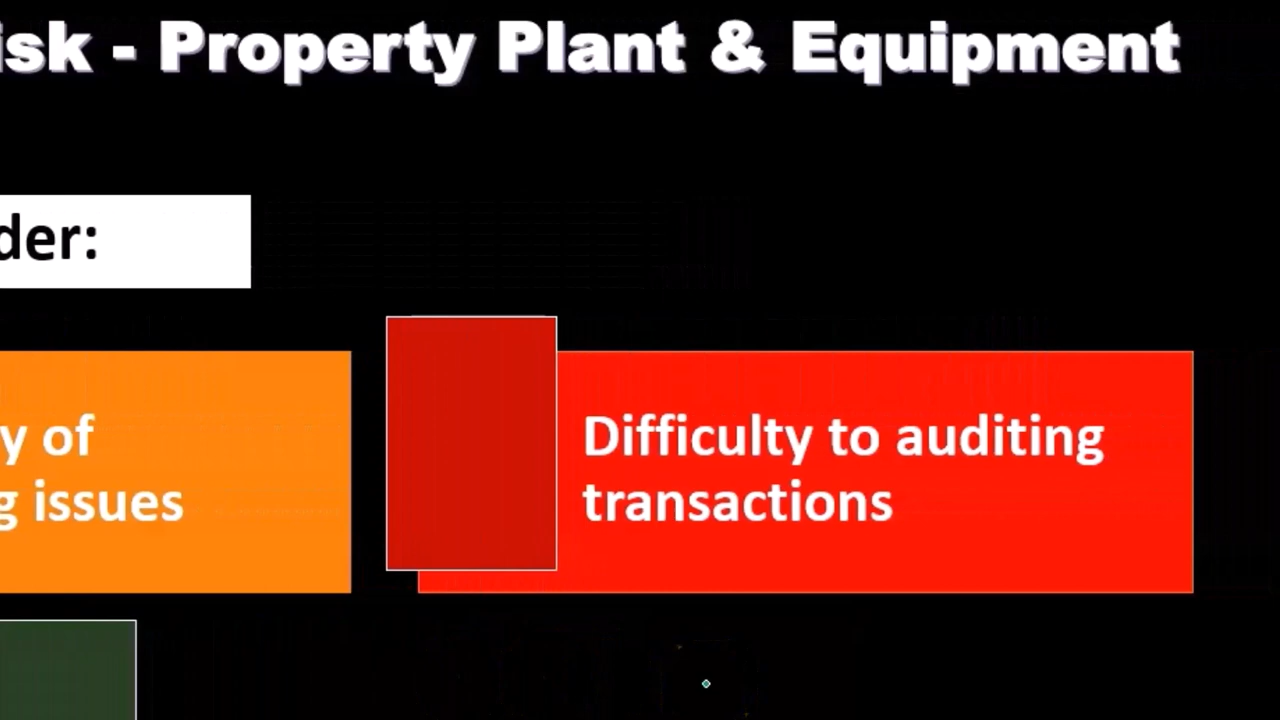 isk - Property Plant & Equipment
der:
y of
g issues
Difficulty to auditing
transactions